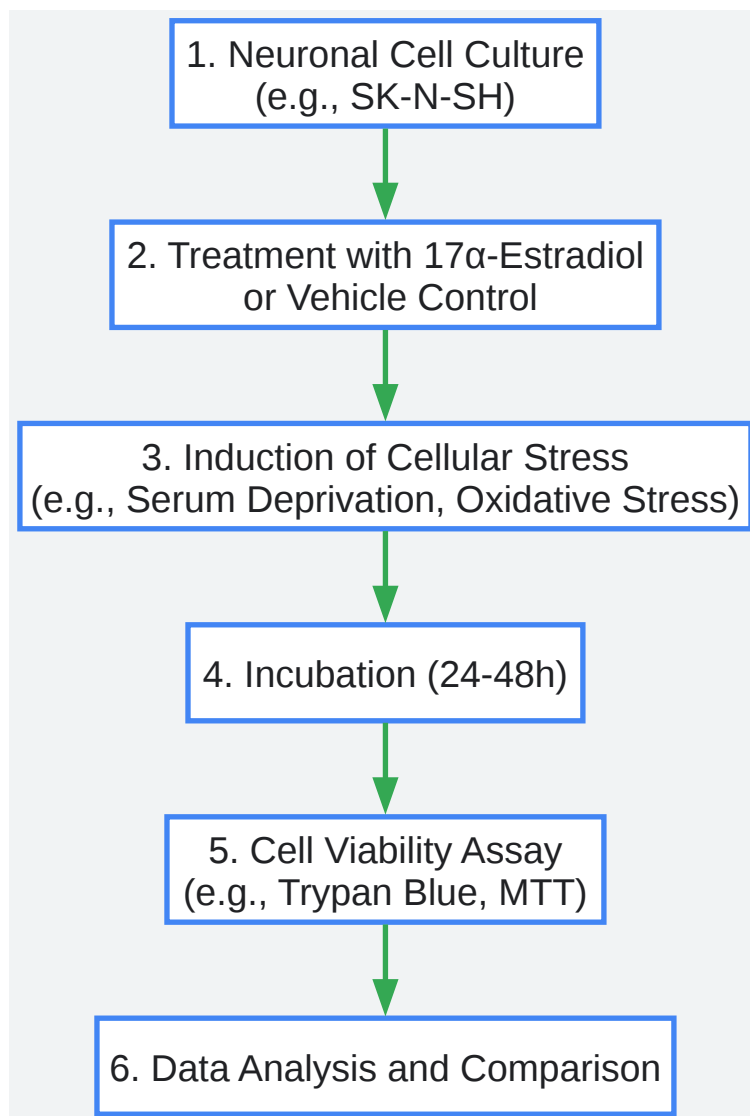 1. Neuronal Cell Culture
(e.g., SK-N-SH)
2. Treatment with 17α-Estradiol
or Vehicle Control
3. Induction of Cellular Stress
(e.g., Serum Deprivation, Oxidative Stress)
4. Incubation (24-48h)
5. Cell Viability Assay
(e.g., Trypan Blue, MTT)
6. Data Analysis and Comparison